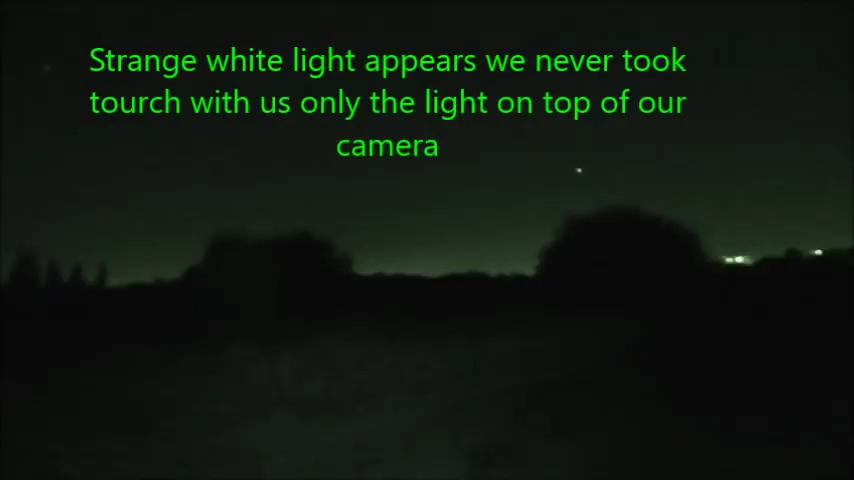 Strange white light appears we never took
tourch with us only the light on top of our
camera